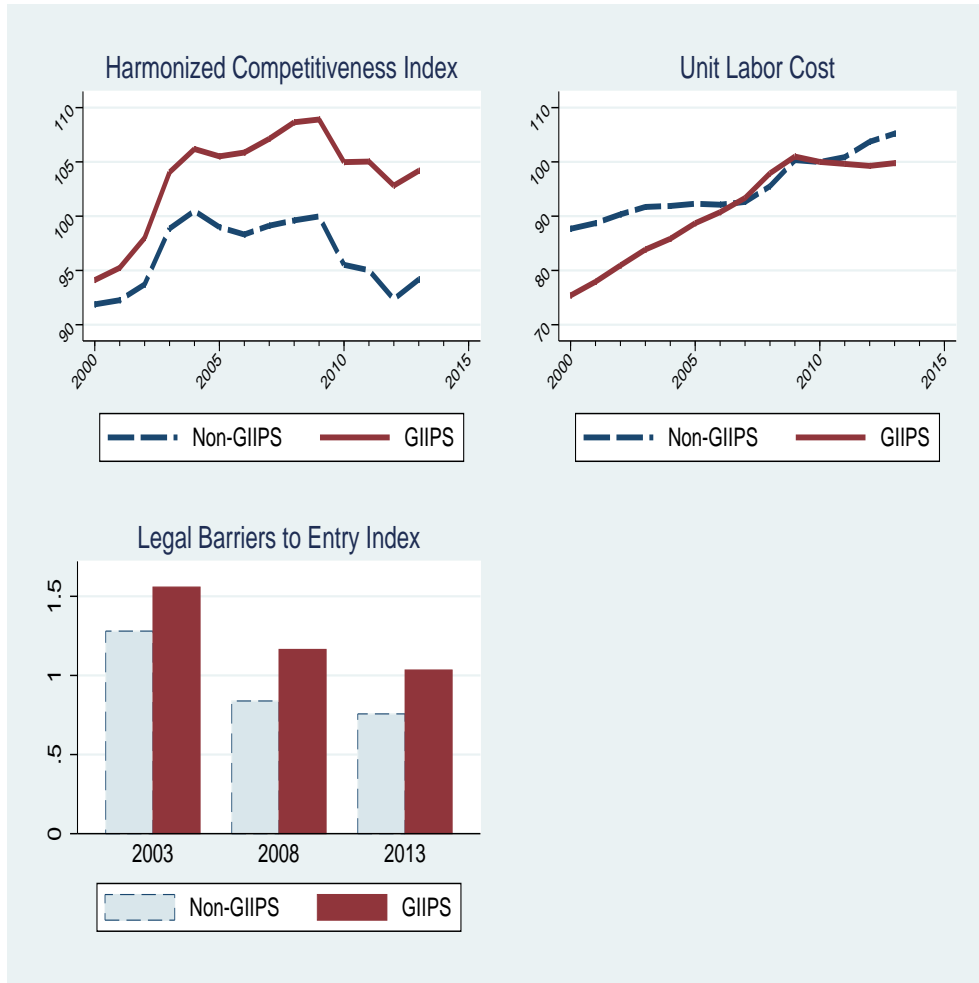 Harmonized Competitiveness Index
110
105
100
95
90
2000
2005
2010
2015
Non-GIIPS
GIIPS
Unit Labor Cost
110
100
90
80
70
2000
2005
2010
2015
Non-GIIPS
GIIPS
Legal Barriers to Entry Index
1.5
1
.5
0
2003
2008
2013
Non-GIIPS
GIIPS